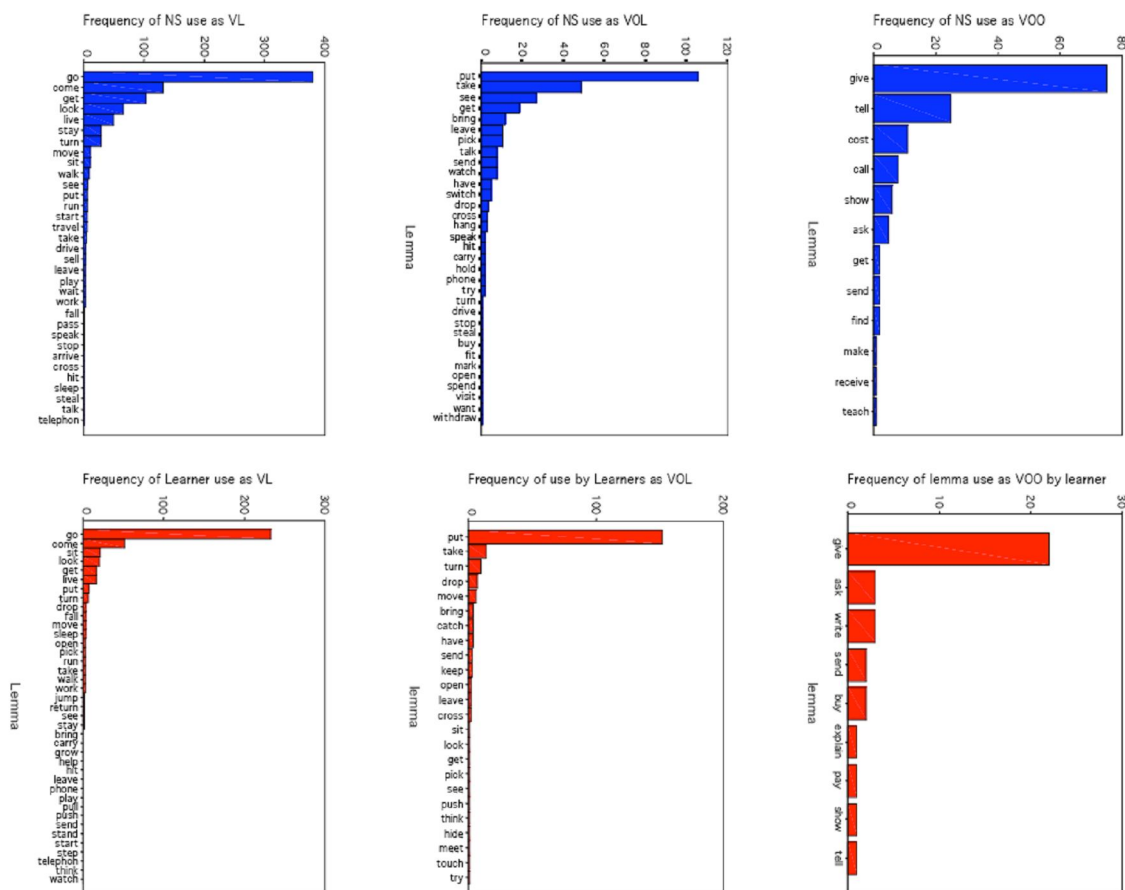 Frequency of NS use as VL
0
100
200
300
400
go
come
get
look
live
stay
turn
move
sit
walk
see
put
run
start
travel
take
drive
sell
leave
play
wait
work
fall
pass
speak
stop
arrive
cross
hit
sleep
steal
talk
telephon
Frequency of NS use as VOL
0
20
40
60
80
100
120
put
take
see
get
bring
leave
pick
talk
send
watch
have
switch
drop
cross
hang
speak
hit
carry
hold
phone
try
turn
drive
stop
steal
buy
fit
mark
open
spend
visit
want
withdraw
Lemma
Frequency of NS use as VOO
0
20
40
60
80
give
tell
cost
call
show
ask
get
send
find
make
receive
teach
Lemma
Frequency of Learner use as VL
0
100
200
300
go
come
sit
look
get
live
put
turn
drop
fall
move
sleep
open
pick
run
take
walk
work
jump
return
see
stay
bring
carry
grow
help
hit
leave
phone
play
pull
push
send
stand
start
step
telephon
think
watch
Lemma
Frequency of use by Learners as VOL
0
100
200
put
take
turn
drop
move
bring
catch
have
send
keep
open
leave
cross
sit
look
get
pick
see
push
think
hide
meet
touch
try
lemma
Frequency of lemma use as VOO by learner
0
10
20
30
give
ask
write
send
buy
explain
pay
show
tell
lemma